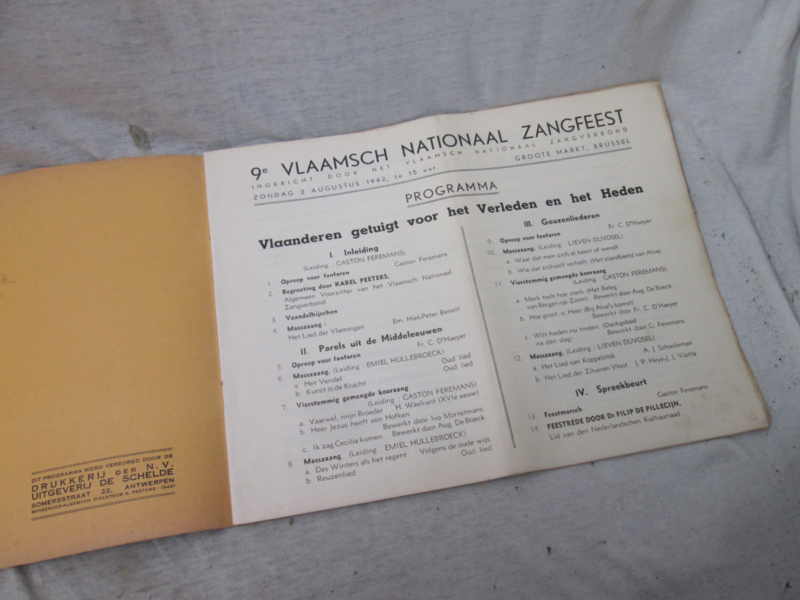 DIT PROGRAMMA WERD VERZORGD DOOR DE
DRUKKERIJ DER N.V.
UITGEVERIJ DE SCHELDE
SOMERSSTRAAT 22, ANTWERPEN
9e VLAAMSCH NATIONAAL ZANGFEEST
INGERICHT DOOR HET VLAAMSCH NATIONAAL ZANGVERBOND
ZONDAG 2 AUGUSTUS 1942, te 15 uur. GROOTE MARKT, BRUSSEL
PROGRAMMA
Vlaanderen getuigt voor het Verleden en het Heden
I. Inleiding
(Leiding : GASTON FEREMANS)
1. Oproep voor fanfaren Gaston Feremans
2. Begroeting door KAREL PEETERS,
Algemeen Voorzitter van het Vlaamsch Nationaal
Zangverbond
3. Vaandelhijschen
4. Massazang :
Het Lied der Vlamingen Em. Hiel/Peter Benoit
II. Parels uit de Middeleeuwen
5. Oproep voor fanfaren Fr. C. D'Haeyer
6. Massazang. (Leiding EMIEL HULLEBROECK)
a. Het Vendel Oud lied
b. Kunst is de Kracht Oud lied
7. Vierstemmig gemengde koorzang
(Leiding : GASTON FEREMANS)
a. Vaarwel, mijn Broeder H. Waelrant (XVIe eeuw)
b. Heer Jezus heeft een Hofken
Bewerkt door Ivo Mortelmans
c. Ik zag Cecilia komen Bewerkt door Aug. De Boeck
8. Massazang. (Leiding : EMIEL HULLEBROECK)
a. Des Winters als het regent Volgens de oude wijs
b. Reuzenlied Oud lied
III. Geuzenliederen
9. Oproep voor fanfaren Fr. C. D'Haeyer
10. Massazang. (Leiding : LIEVEN DUVOSEL)
a. Waar dat men zich al keert of wendt
b. Wie dat zichzelf verheft. (Het standbeeld van Alva)
11. Vierstemmig gemengde koorzang
(Leiding : GASTON FEREMANS)
a. Merk toch hoe sterk (Het Beleg
van Bergen-op-Zoom) Bewerkt door Aug. De Boeck
b. Hoe groot, o Heer (Bij Alva's komst)
Bewerkt door Fr. C. D'Haeyer
c. Wilt heden nu treden. (Dankgebed
na den slag) Bewerkt door G. Feremans
12. Massazang. (Leiding : LIEVEN DUVOSEL)
a. Het Lied van Koppelstok A. J. Schooleman
b. Het Lied der Zilveren Vloot J. P. Heye-J. J. Viotta
IV. Spreekbeurt
13. Feestmarsch Gaston Feremans
14. FEESTREDE DOOR Dr FILIP DE PILLECIJN.
Lid van den Nederlandschen Kultuurraad.